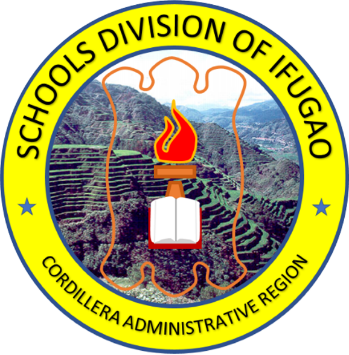 SCHOOLS DIVISION OF IFUGAO
CORDILLERA ADMINISTRATIVE REGION